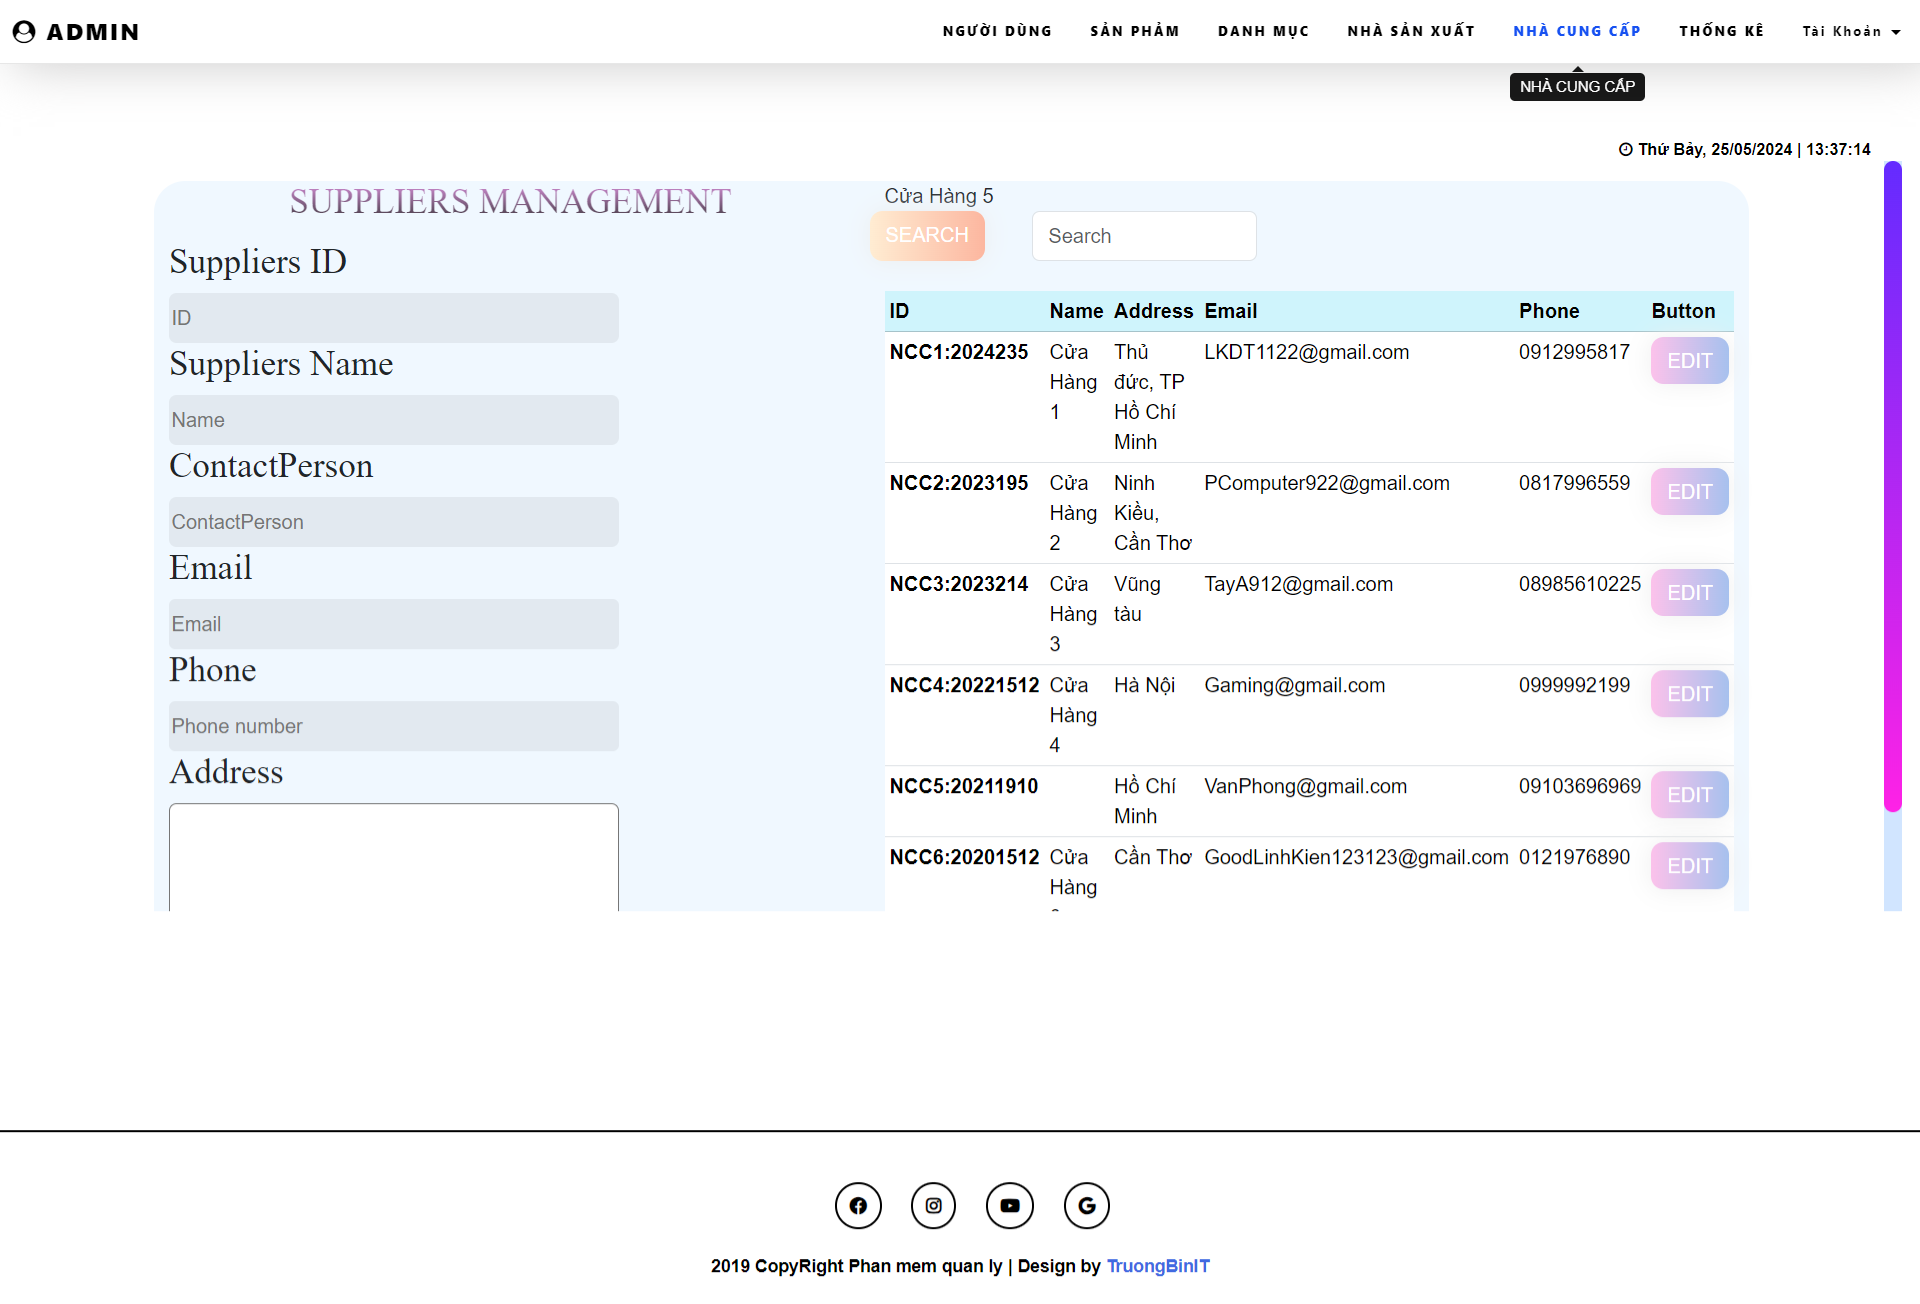 ADMIN
NGƯỜI DÙNG SẢN PHẨM DANH MỤC NHÀ SẢN XUẤT NHÀ CUNG CẤP THỐNG KÊ Tài Khoản
NHÀ CUNG CẤP
Thứ Bảy, 25/05/2024 | 13:37:14
SUPPLIERS MANAGEMENT
Suppliers ID
ID
Suppliers Name
Name
ContactPerson
ContactPerson
Email
Email
Phone
Phone number
Address
Cửa Hàng 5
SEARCH Search
ID Name Address Email Phone Button
NCC1:2024235 Cửa Thủ LKDT1122@gmail.com 0912995817 EDIT
Hàng đức, TP
1 Hồ Chí
Minh
NCC2:2023195 Cửa Ninh PComputer922@gmail.com 0817996559 EDIT
Hàng Kiều,
2 Cần Thơ
NCC3:2023214 Cửa Vũng TayA912@gmail.com 08985610225 EDIT
Hàng tàu
3
NCC4:20221512 Cửa Hà Nội Gaming@gmail.com 0999992199 EDIT
Hàng
4
NCC5:20211910 Hồ Chí VanPhong@gmail.com 09103696969 EDIT
Minh
NCC6:20201512 Cửa Cần Thơ GoodLinhKien123123@gmail.com 0121976890 EDIT
Hàng
2019 CopyRight Phan mem quan ly | Design by TruongBinIT